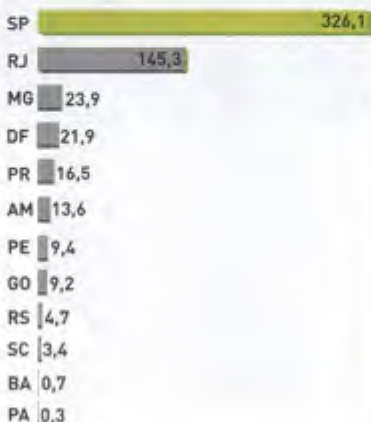 SP 326,1
RJ 145,3
MG 23,9
DF 21,9
PR 16,5
AM 13,6
PE 9,4
GO 9,2
RS 4,7
SC 3,4
BA 0,7
PA 0,3